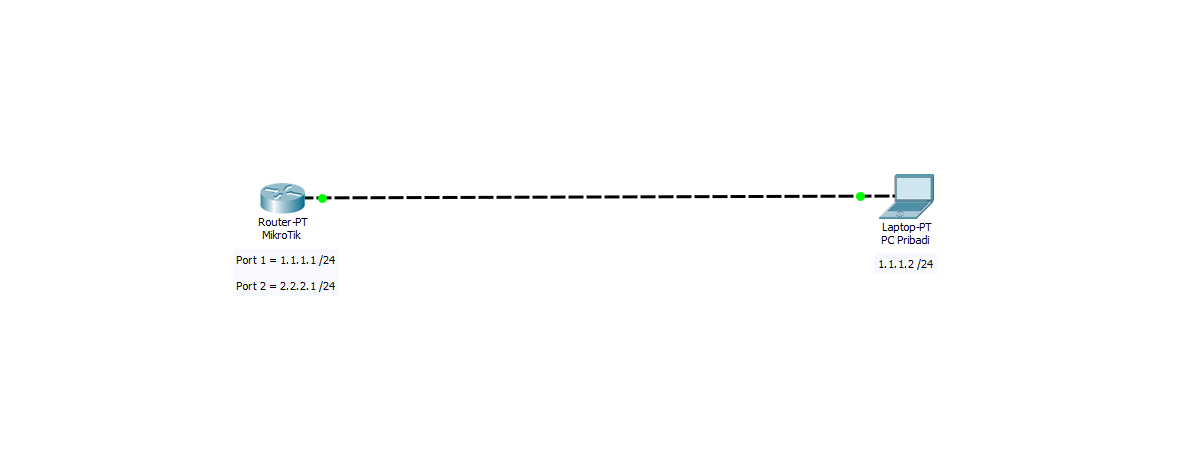 Router-PT
MikroTik
Port 1 = 1.1.1.1 /24
Port 2 = 2.2.2.1 /24
Laptop-PT
PC Pribadi
1.1.1.2 /24